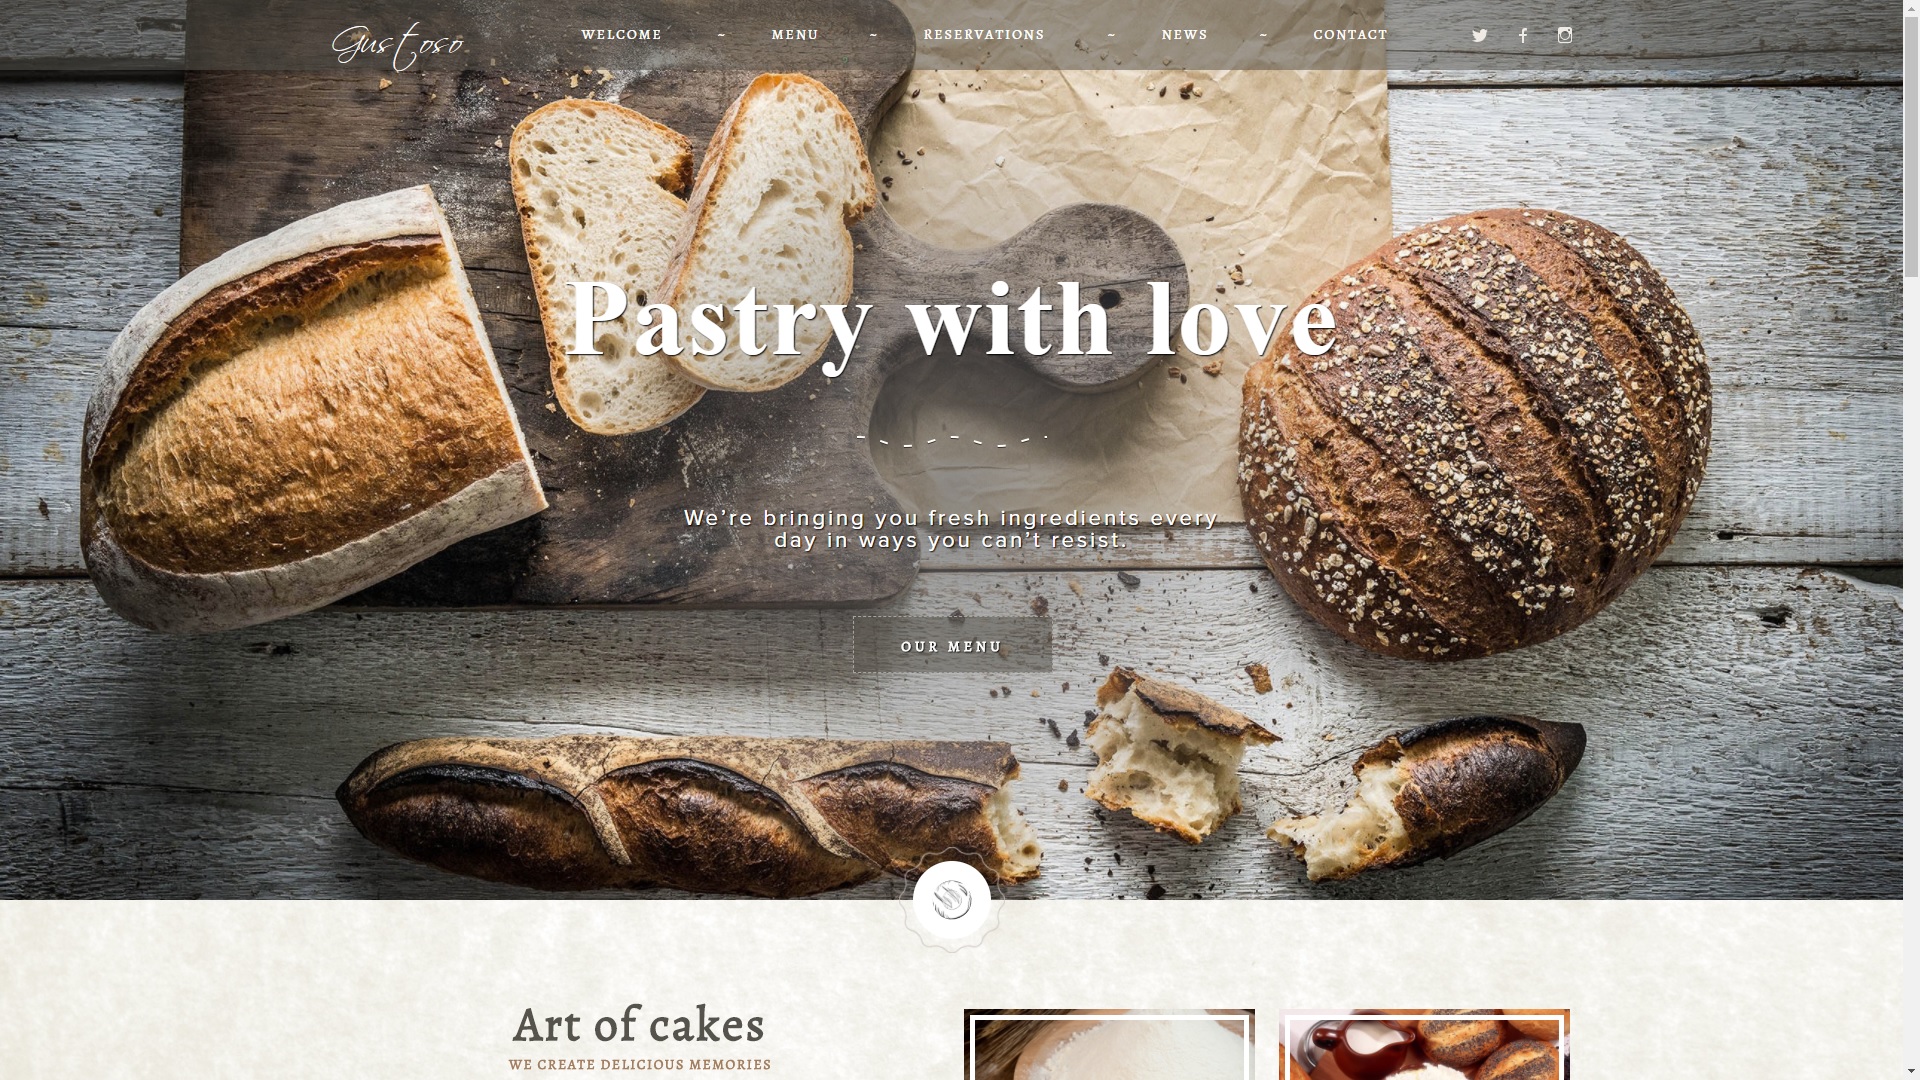 Gustoso
WELCOME ~ MENU ~ RESERVATIONS ~ NEWS ~ CONTACT
Pastry with love
We’re bringing you fresh ingredients every
day in ways you can’t resist.
OUR MENU
Art of cakes
WE CREATE DELICIOUS MEMORIES